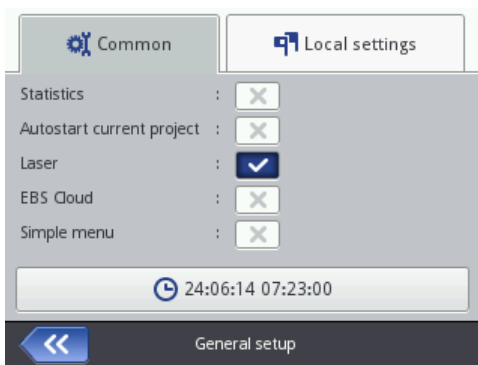 Common
Local settings
Statistics :
Autostart current project :
Laser :
EBS Cloud :
Simple menu :
24:06:14 07:23:00
General setup